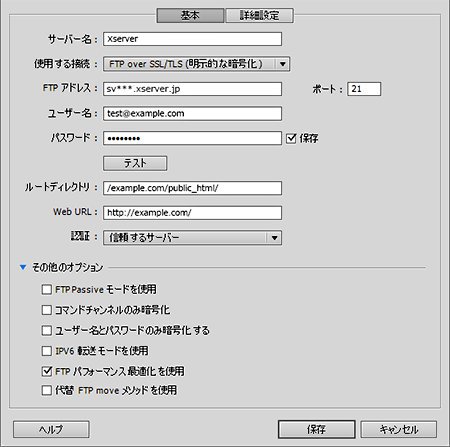 基本 詳細設定
サーバー名： Xserver
使用する接続： FTP over SSL/TLS (明示的な暗号化)
FTP アドレス： sv***.xserver.jp ポート： 21
ユーザー名： test@example.com
パスワード： •••••••• 保存
テスト
ルートディレクトリ： /example.com/public_html/
Web URL： http://example.com/
認証： 信頼するサーバー
その他のオプション
FTP Passive モードを使用
コマンドチャンネルのみ暗号化
ユーザー名とパスワードのみ暗号化する
IPV6 転送モードを使用
FTP パフォーマンス最適化を使用
代替 FTP move メソッドを使用
ヘルプ 保存 キャンセル